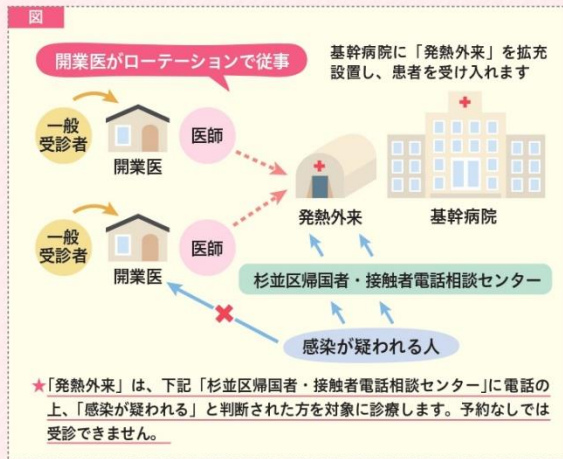 図
開業医がローテーションで従事
基幹病院に「発熱外来」を拡充
設置し、患者を受け入れます
一般
受診者
開業医
医師
発熱外来
基幹病院
一般
受診者
開業医
医師
杉並区帰国者・接触者電話相談センター
感染が疑われる人
★「発熱外来」は、下記「杉並区帰国者・接触者電話相談センター」に電話の
上、「感染が疑われる」と判断された方を対象に診療します。予約なしでは
受診できません。